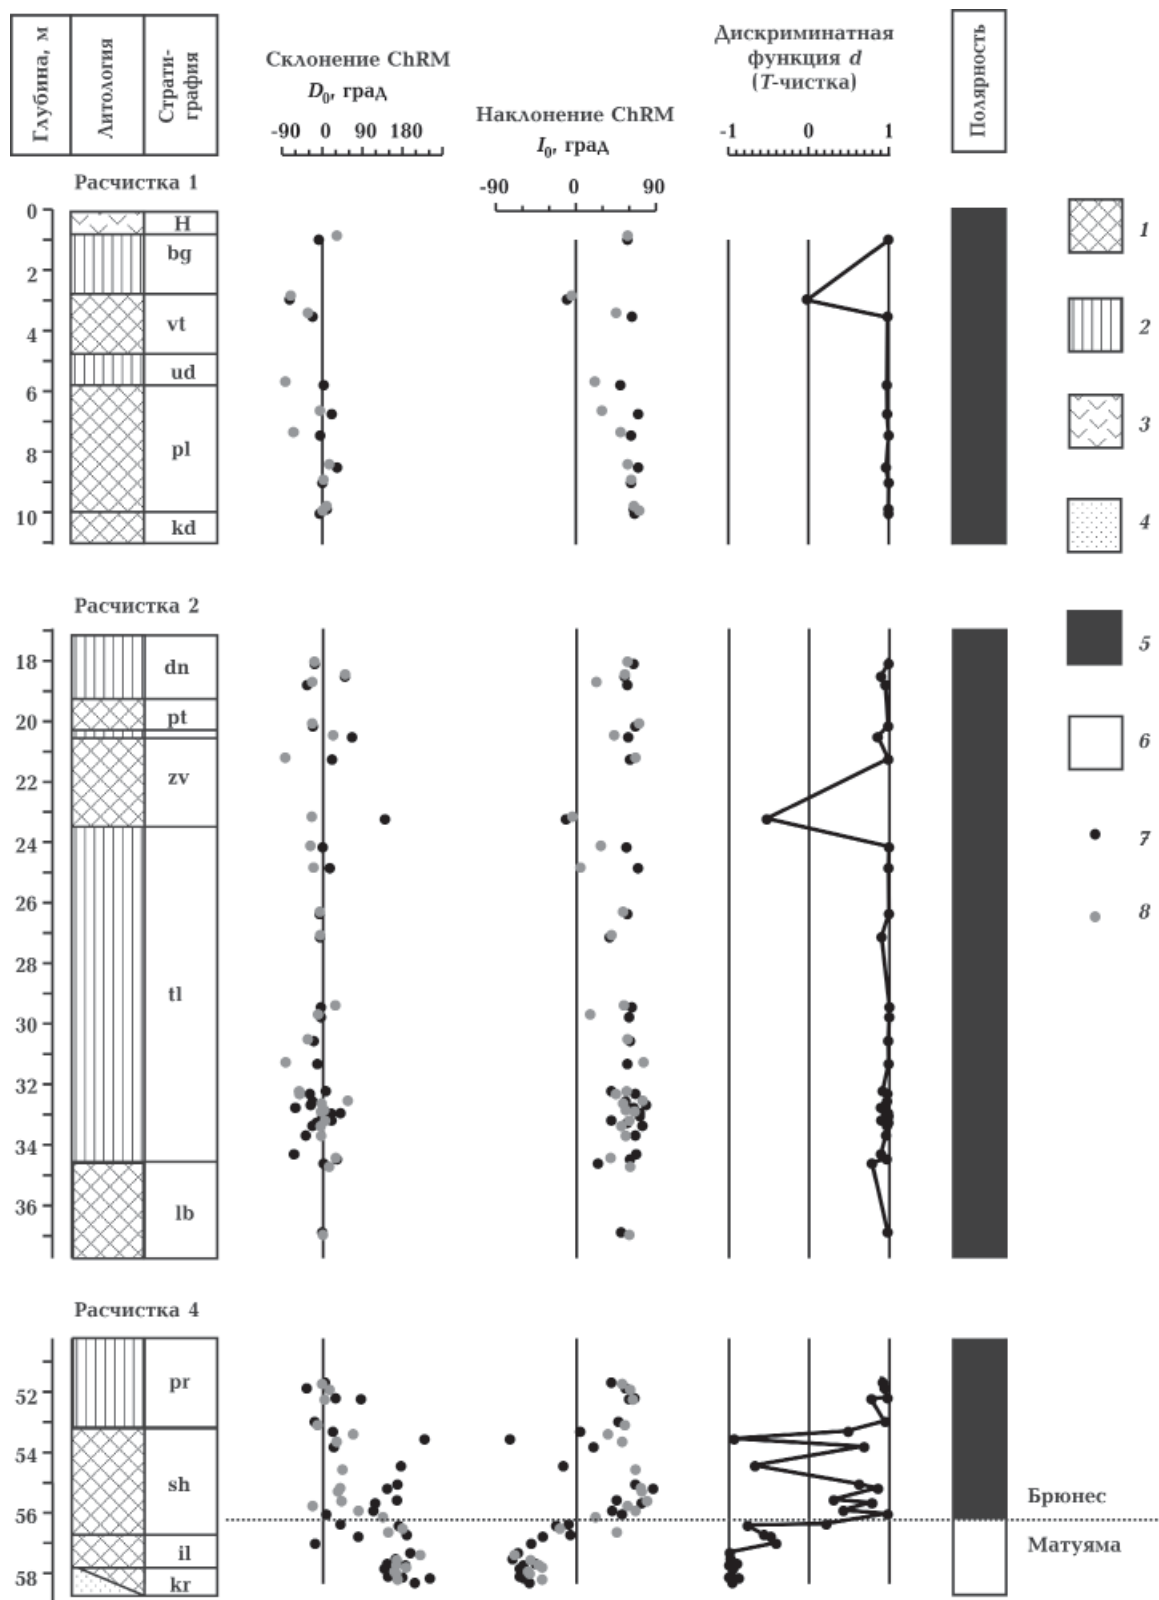 Глубина, м
Литология
Страти-
графия
Склонение ChRM
D0, град
-90 0 90 180
Наклонение ChRM
I0, град
-90 0 90
Дискриминатная
функция d
(T-чистка)
-1 0 1
Полярность
Расчистка 1
0
2
4
6
8
10
H
bg
vt
ud
pl
kd
Расчистка 2
18
20
22
24
26
28
30
32
34
36
dn
pt
zv
tl
lb
Расчистка 4
52
54
56
58
pr
sh
il
kr
Брюнес
Матуяма
1
2
3
4
5
6
7
8